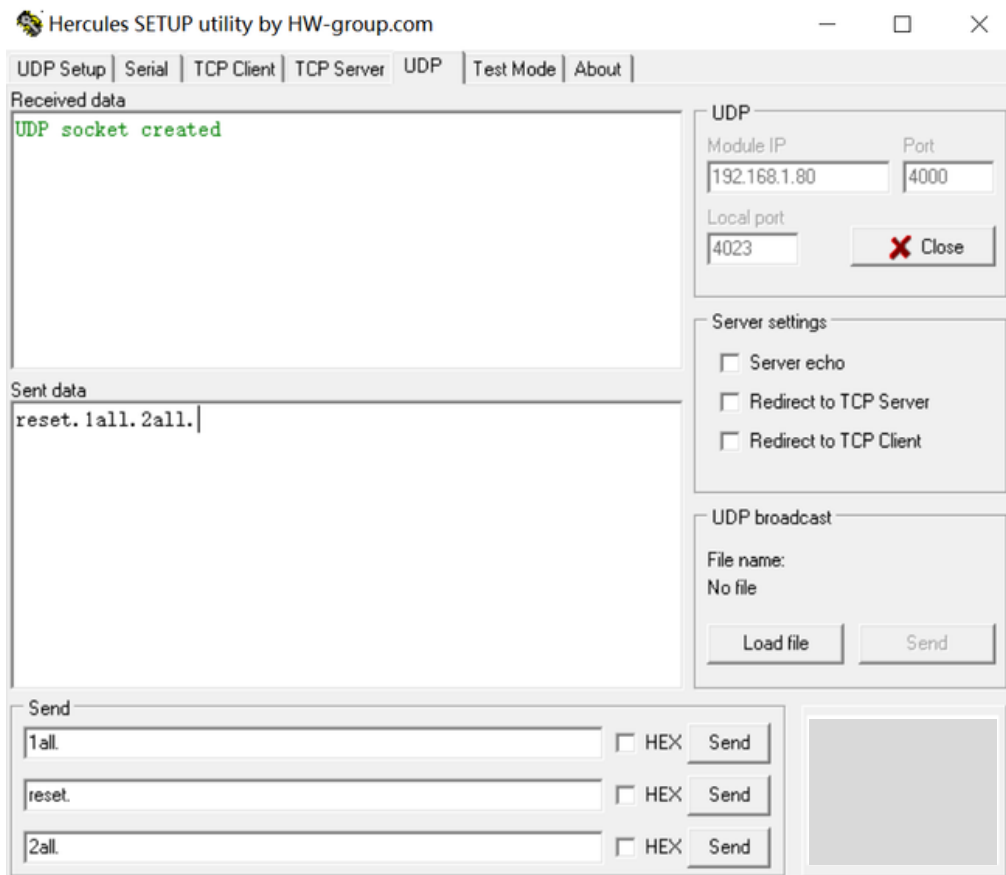 Hercules SETUP utility by HW-group.com
UDP Setup Serial TCP Client TCP Server UDP Test Mode About
Received data
UDP socket created
UDP
Module IP Port
192.168.1.80 4000
Local port
4023 Close
Server settings
Server echo
Redirect to TCP Server
Redirect to TCP Client
Sent data
reset.1all.2all.
UDP broadcast
File name:
No file
Load file Send
Send
1all. HEX Send
reset. HEX Send
2all. HEX Send